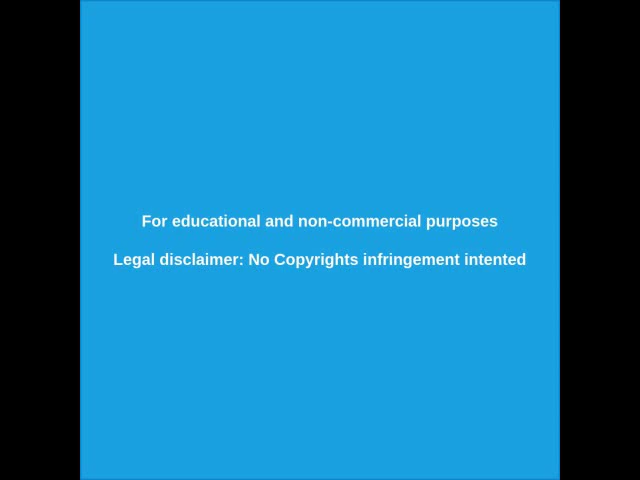 For educational and non-commercial purposes
Legal disclaimer: No Copyrights infringement intented